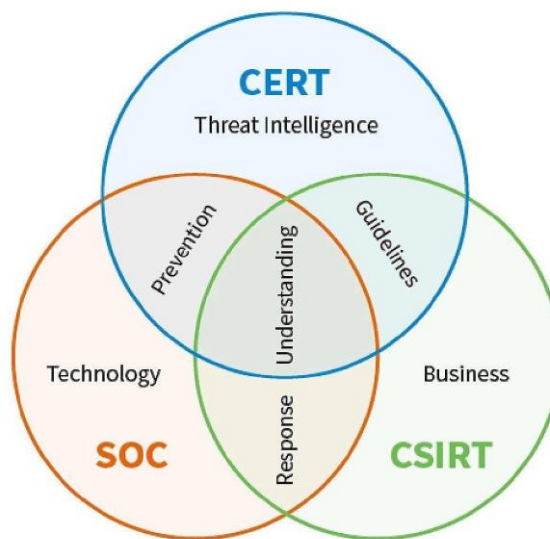 CERT
Threat Intelligence
Prevention
Understanding
Guidelines
Technology
Business
Response
SOC
CSIRT